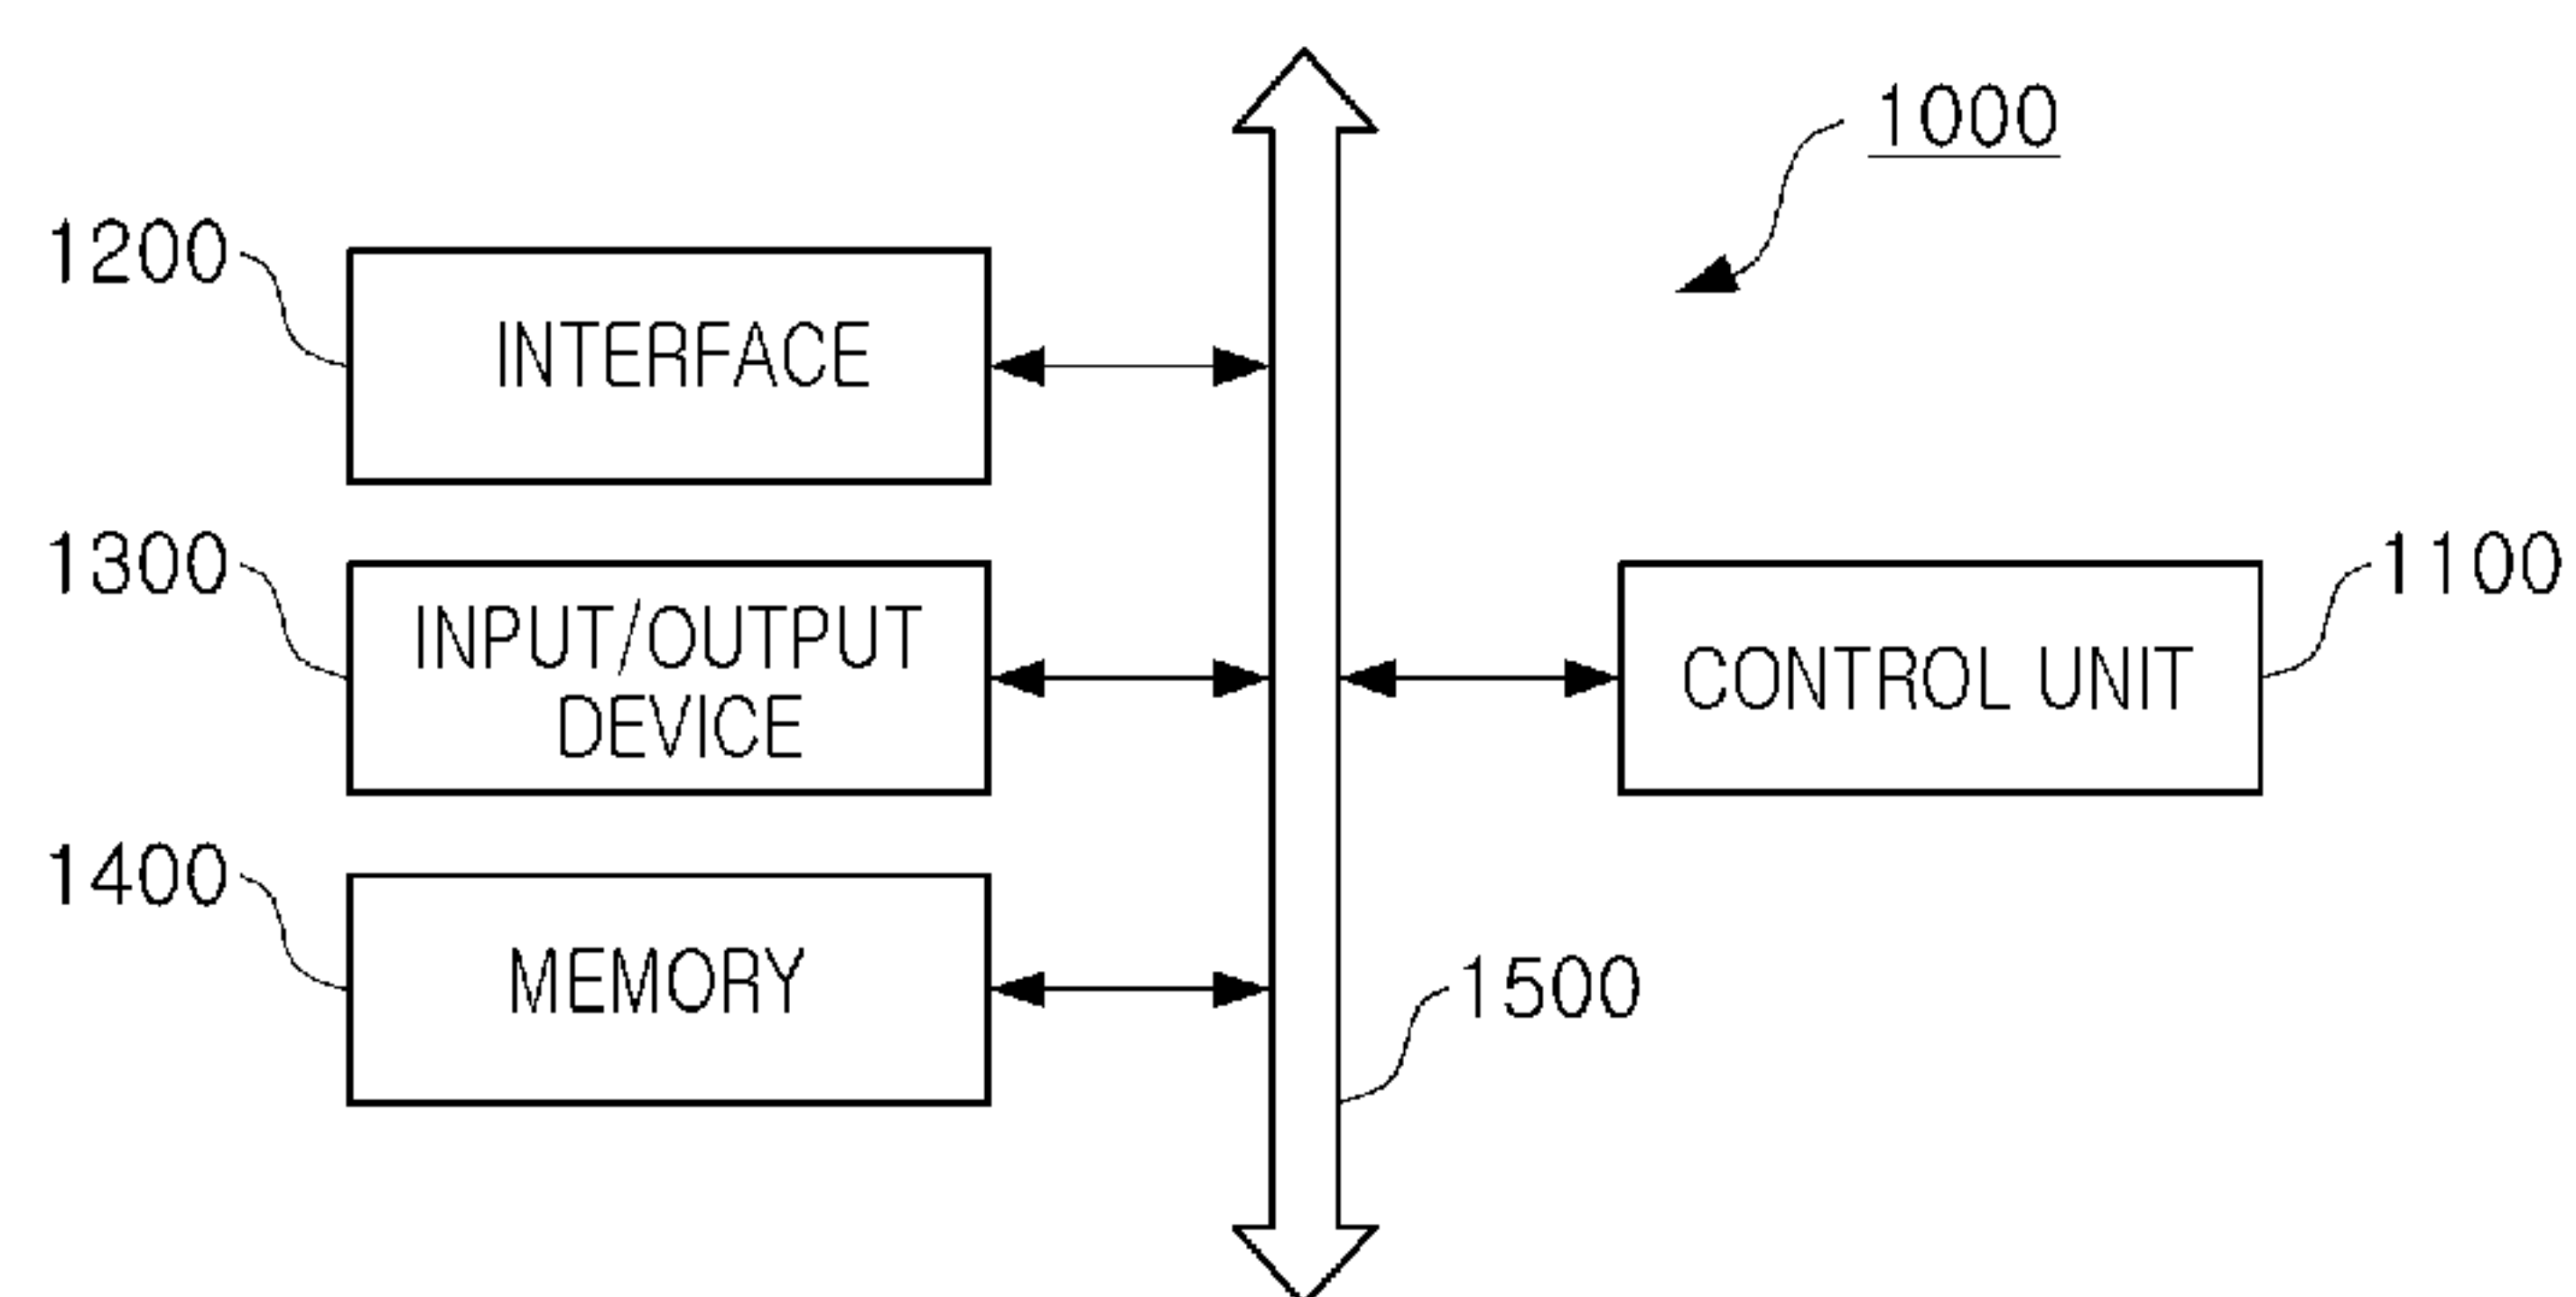 1000
1200
INTERFACE
1300
INPUT/OUTPUT
DEVICE
1100
CONTROL UNIT
1400
MEMORY
1500